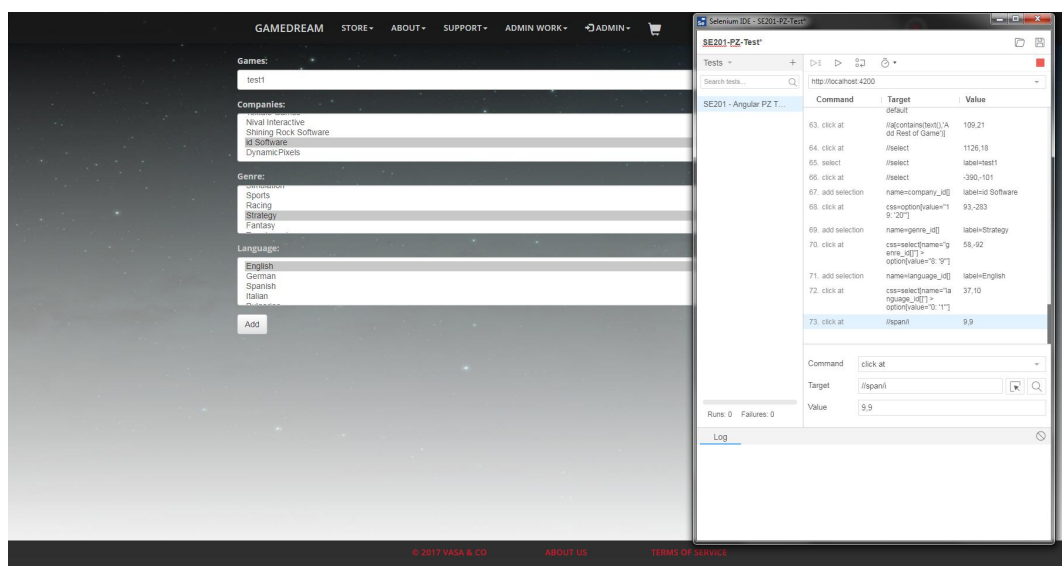 GAMEDREAM STORE ABOUT SUPPORT ADMIN WORK ADMIN
Games:
test1
Companies:
Nival Interactive
Shining Rock Software
id Software
DynamicPixels
Genre:
Simulation
Sports
Racing
Strategy
Fantasy
Language:
English
German
Spanish
Italian
Add
© 2017 VASA & CO ABOUT US TERMS OF SERVICE
Selenium IDE - SE201-PZ-Test*
SE201-PZ-Test*
Tests
Search tests...
SE201 - Angular PZ T...
Runs: 0 Failures: 0
http://localhost:4200
Command Target Value
default
63. click at //a[contains(text(),'A 109,21
dd Rest of Game')]
64. click at //select 1126,18
65. select //select label=test1
66. click at //select -390,-101
67. add selection name=company_id[] label=id Software
68. click at css=option[value="1 93,-283
9: '20'"]
69. add selection name=genre_id[] label=Strategy
70. click at css=select[name="g 58,-92
enre_id[]"] >
option[value="8: '9'"]
71. add selection name=language_id[] label=English
72. click at css=select[name="la 37,10
nguage_id[]"] >
option[value="0: '1'"]
73. click at //span/i 9,9
Command click at
Target //span/i
Value 9,9
Log